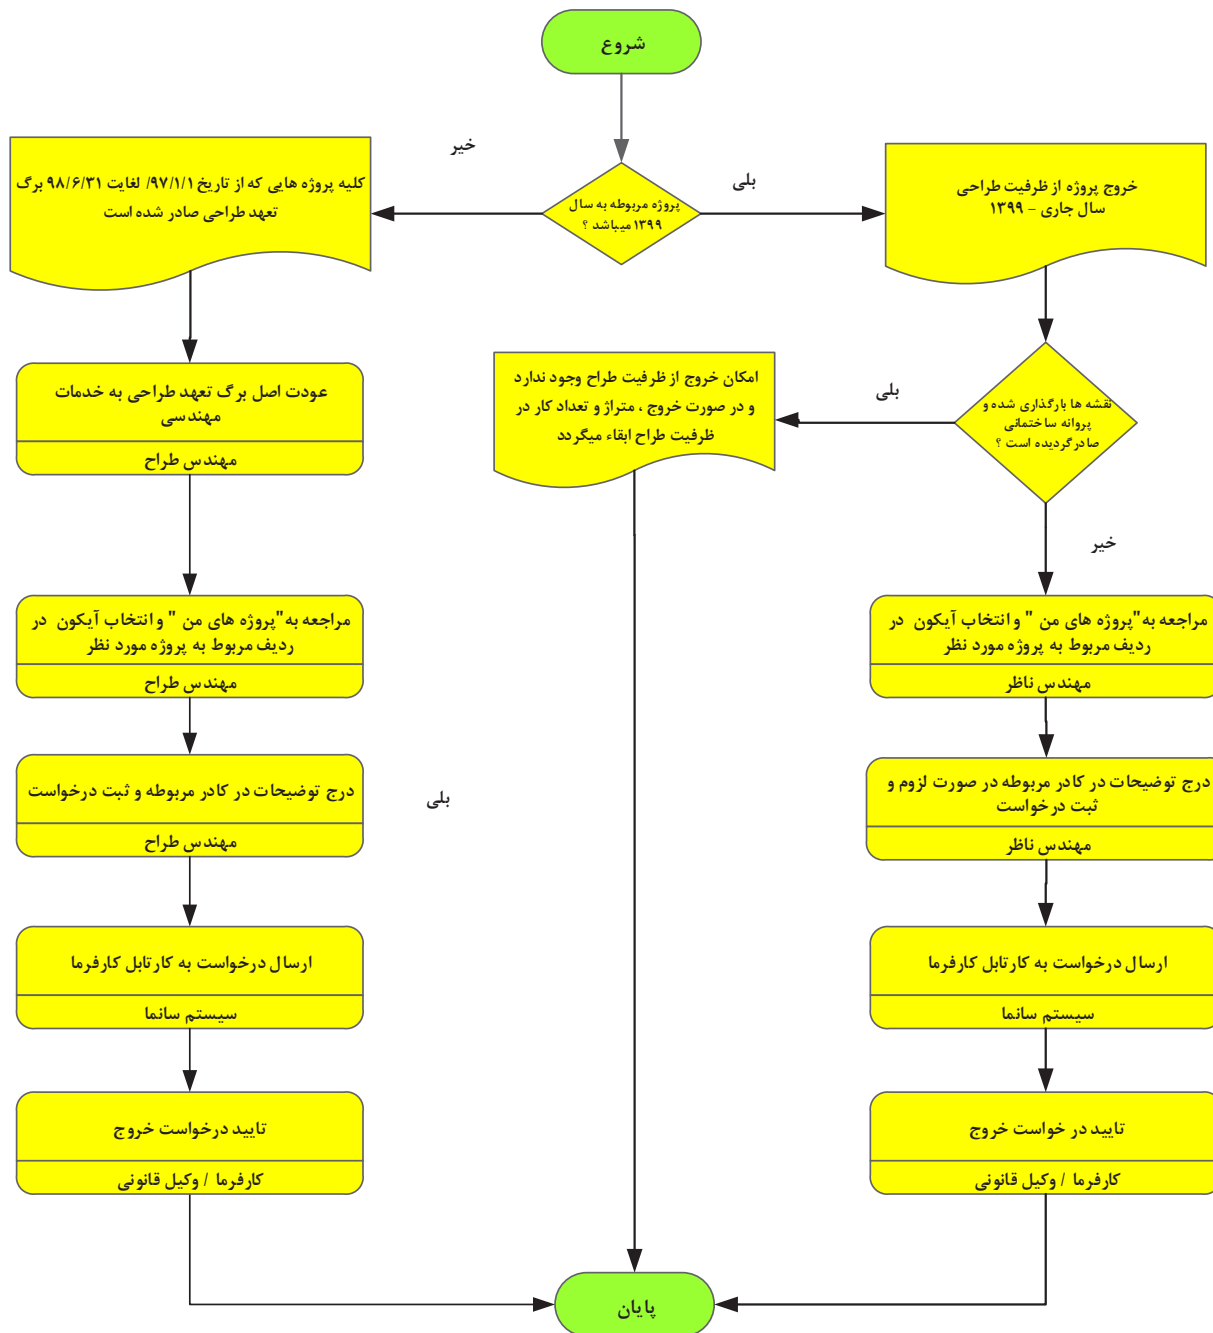 شروع
خیر
بلی
پروژه مربوطه به سال
۱۳۹۹ میباشد ؟
خروج پروژه از ظرفیت طراحی
سال جاری – ۱۳۹۹
کلیه پروژه هایی که از تاریخ ۹۷/۱/۱/ لغایت ۹۸/۶/۳۱ برگ
تعهد طراحی صادر شده است
نقشه ها بارگذاری شده و
پروانه ساختمانی
صادر گردیده است ؟
بلی
امکان خروج از ظرفیت طراح وجود ندارد
و در صورت خروج ، متراژ و تعداد کار در
ظرفیت طراح ابقاء میگردد
عودت اصل برگ تعهد طراحی به خدمات
مهندسی
مهندس طراح
خیر
مراجعه به "پروژه های من " و انتخاب آیکون در
ردیف مربوط به پروژه مورد نظر
مهندس ناظر
مراجعه به "پروژه های من " و انتخاب آیکون در
ردیف مربوط به پروژه مورد نظر
مهندس طراح
درج توضیحات در کادر مربوطه در صورت لزوم و
ثبت درخواست
مهندس ناظر
بلی
درج توضیحات در کادر مربوطه و ثبت درخواست
مهندس طراح
ارسال درخواست به کارتابل کارفرما
سیستم سانما
ارسال درخواست به کارتابل کارفرما
سیستم سانما
تایید در خواست خروج
کارفرما / وکیل قانونی
تایید درخواست خروج
کارفرما / وکیل قانونی
پایان